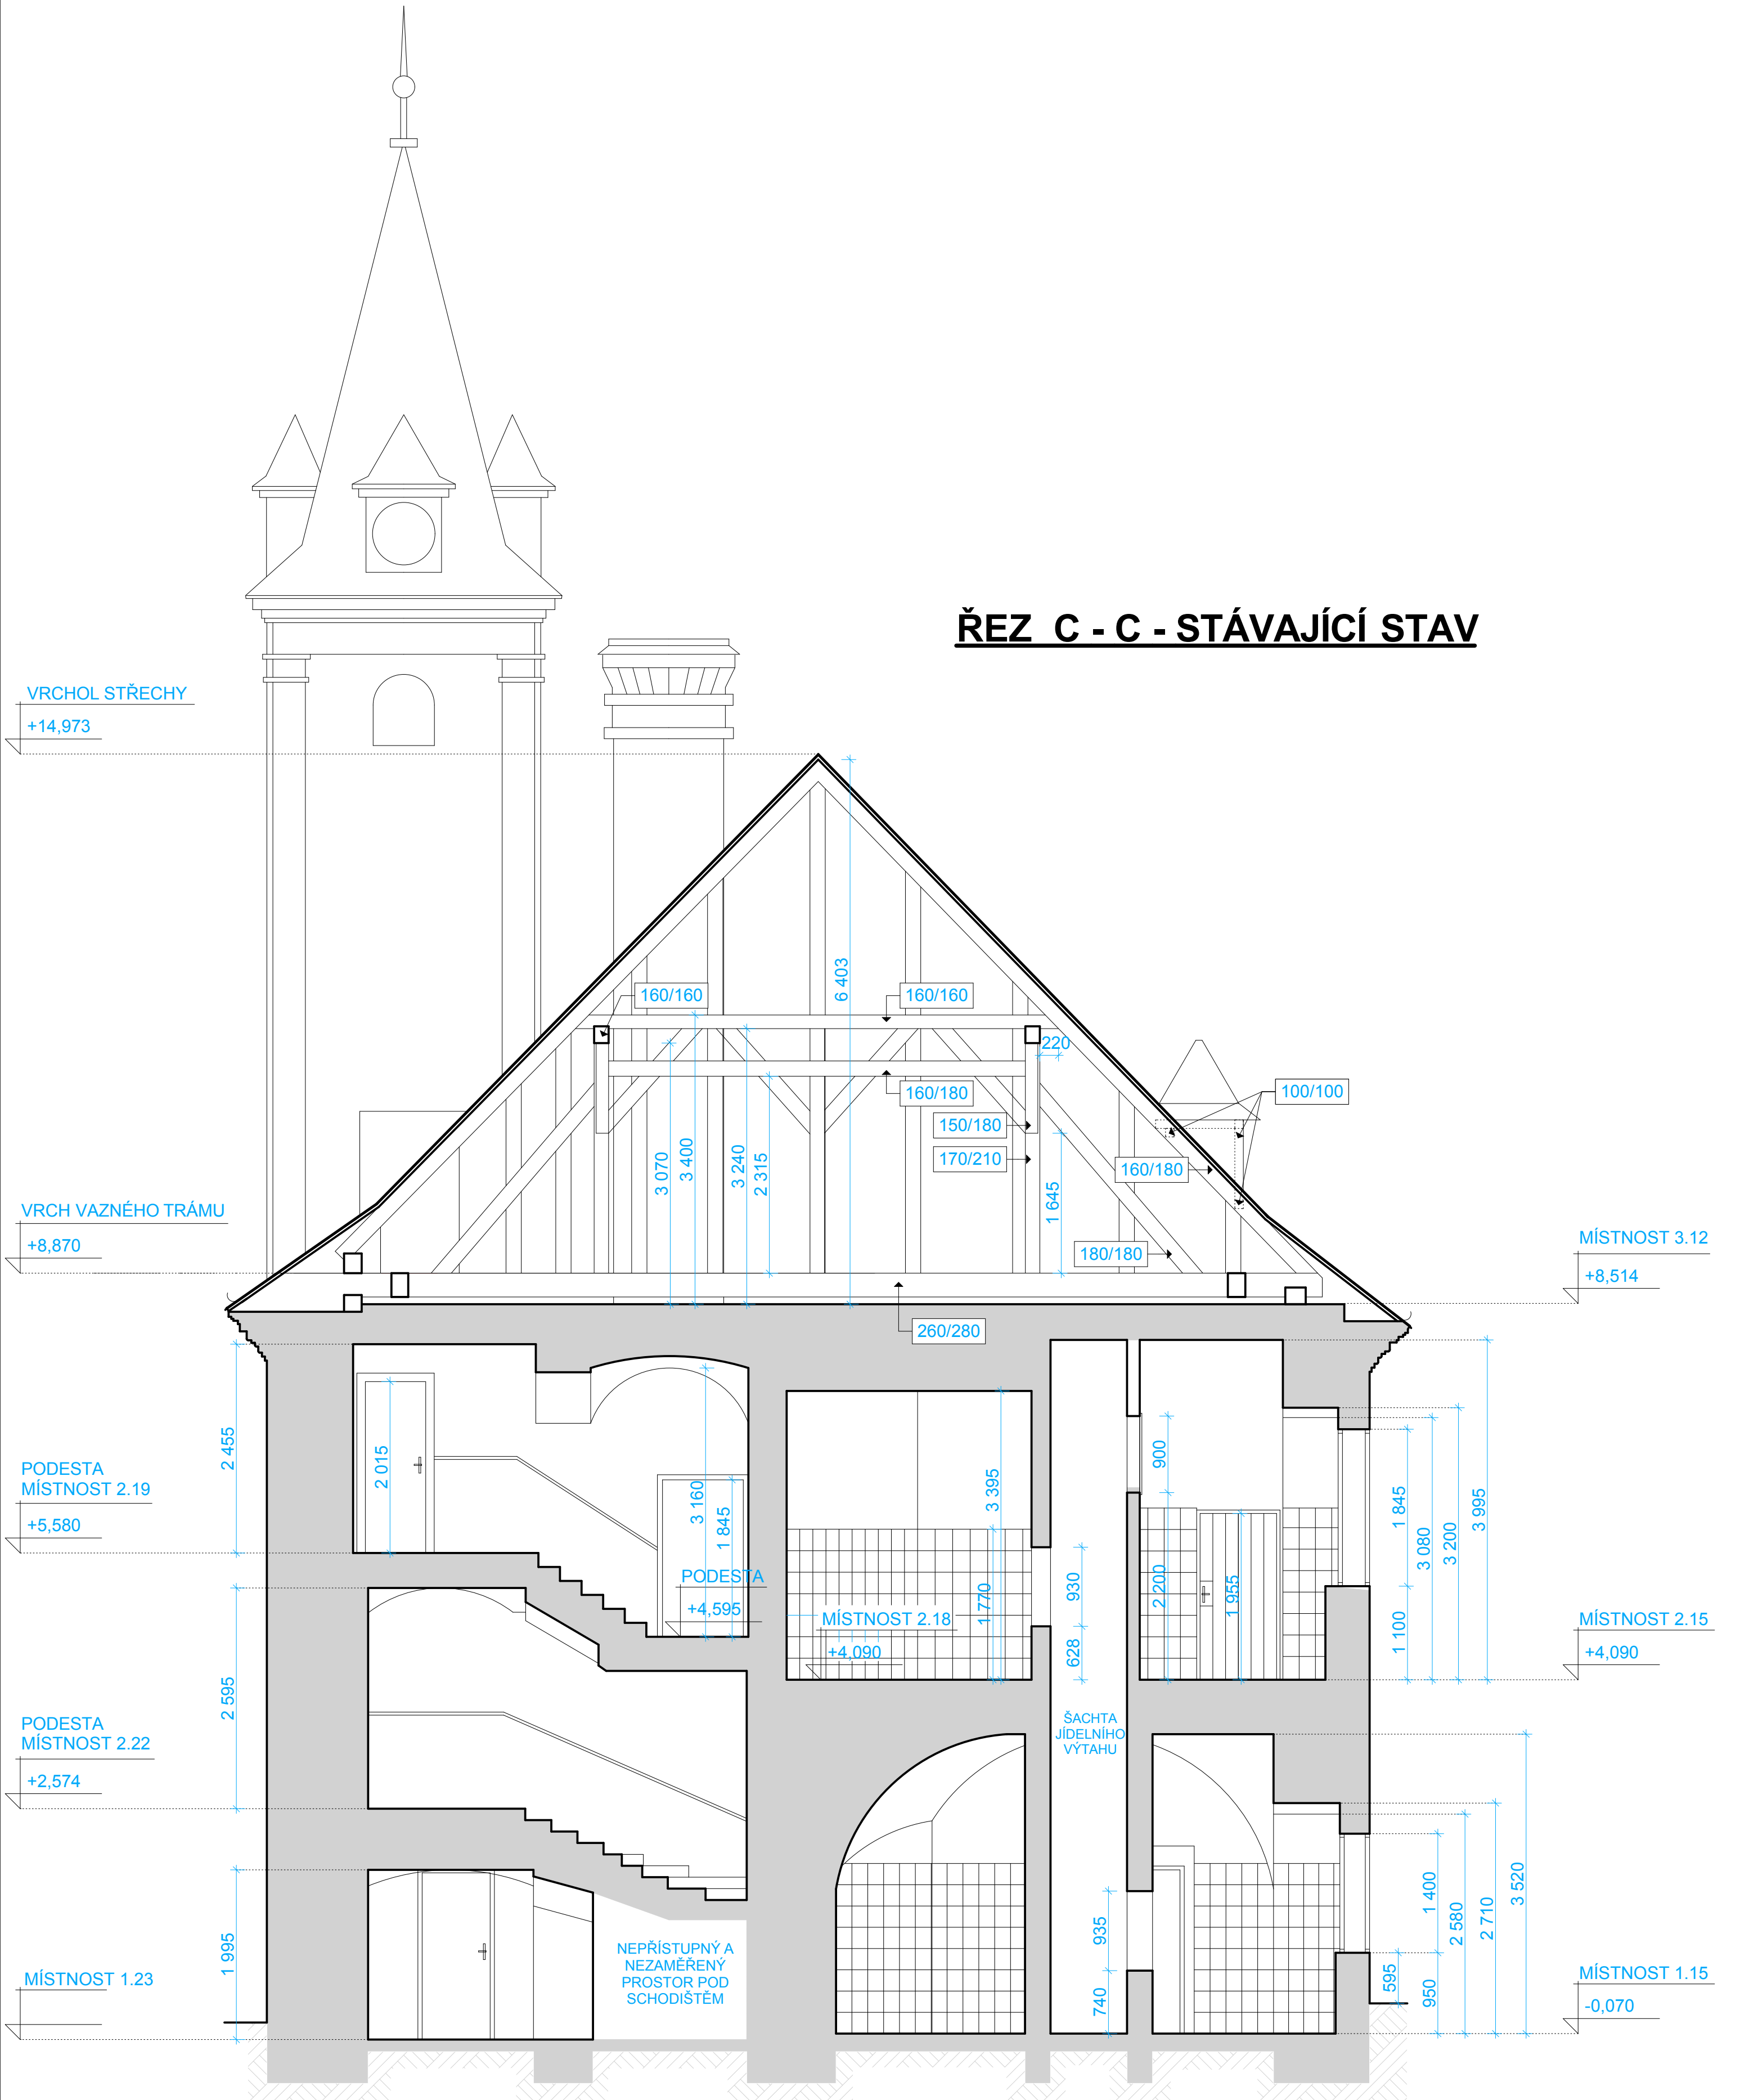 ŘEZ C - C - STÁVAJÍCÍ STAV
VRCHOL STŘECHY
+14,973
6 403
160/160
160/160
220
160/180
100/100
150/180
170/210
160/180
3 070
3 400
3 240
2 315
1 645
180/180
260/280
VRCH VAZNÉHO TRÁMU
+8,870
MÍSTNOST 3.12
+8,514
2 455
2 015
3 160
1 845
3 395
1 770
900
2 200
1 955
930
628
1 845
1 100
3 080
3 200
3 995
PODESTA
MÍSTNOST 2.19
+5,580
PODESTA
+4,595
MÍSTNOST 2.18
+4,090
MÍSTNOST 2.15
+4,090
2 595
PODESTA
MÍSTNOST 2.22
+2,574
ŠACHTA
JÍDELNÍHO
VÝTAHU
1 995
NEPŘÍSTUPNÝ A
NEZAMĚŘENÝ
PROSTOR POD
SCHODIŠTĚM
935
740
595
1 400
950
2 580
2 710
3 520
MÍSTNOST 1.23
MÍSTNOST 1.15
-0,070